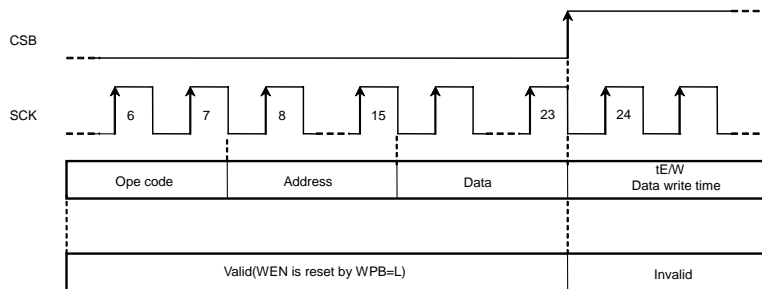 CSB
SCK
6 7 8 15 23 24
Ope code Address Data tE/W
Data write time
Valid(WEN is reset by WPB=L) Invalid